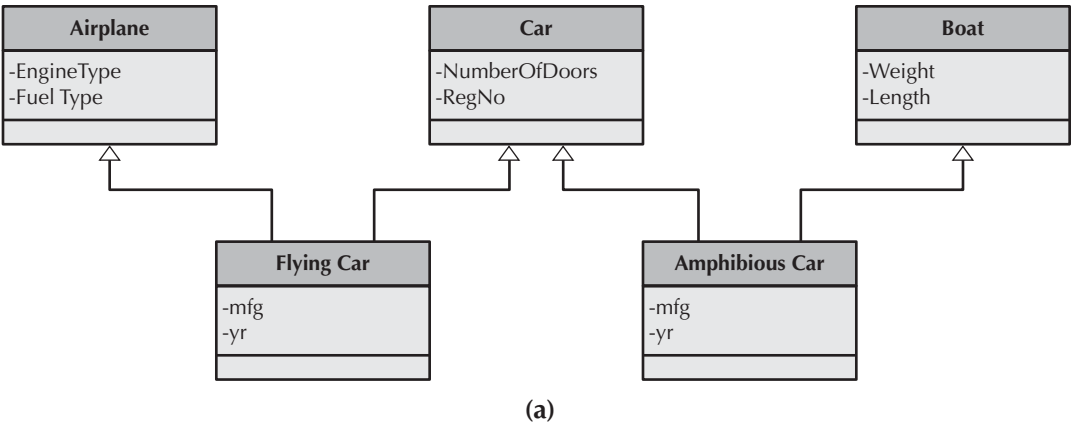 Airplane
-EngineType
-Fuel Type
Car
-NumberOfDoors
-RegNo
Boat
-Weight
-Length
Flying Car
-mfg
-yr
Amphibious Car
-mfg
-yr
(a)